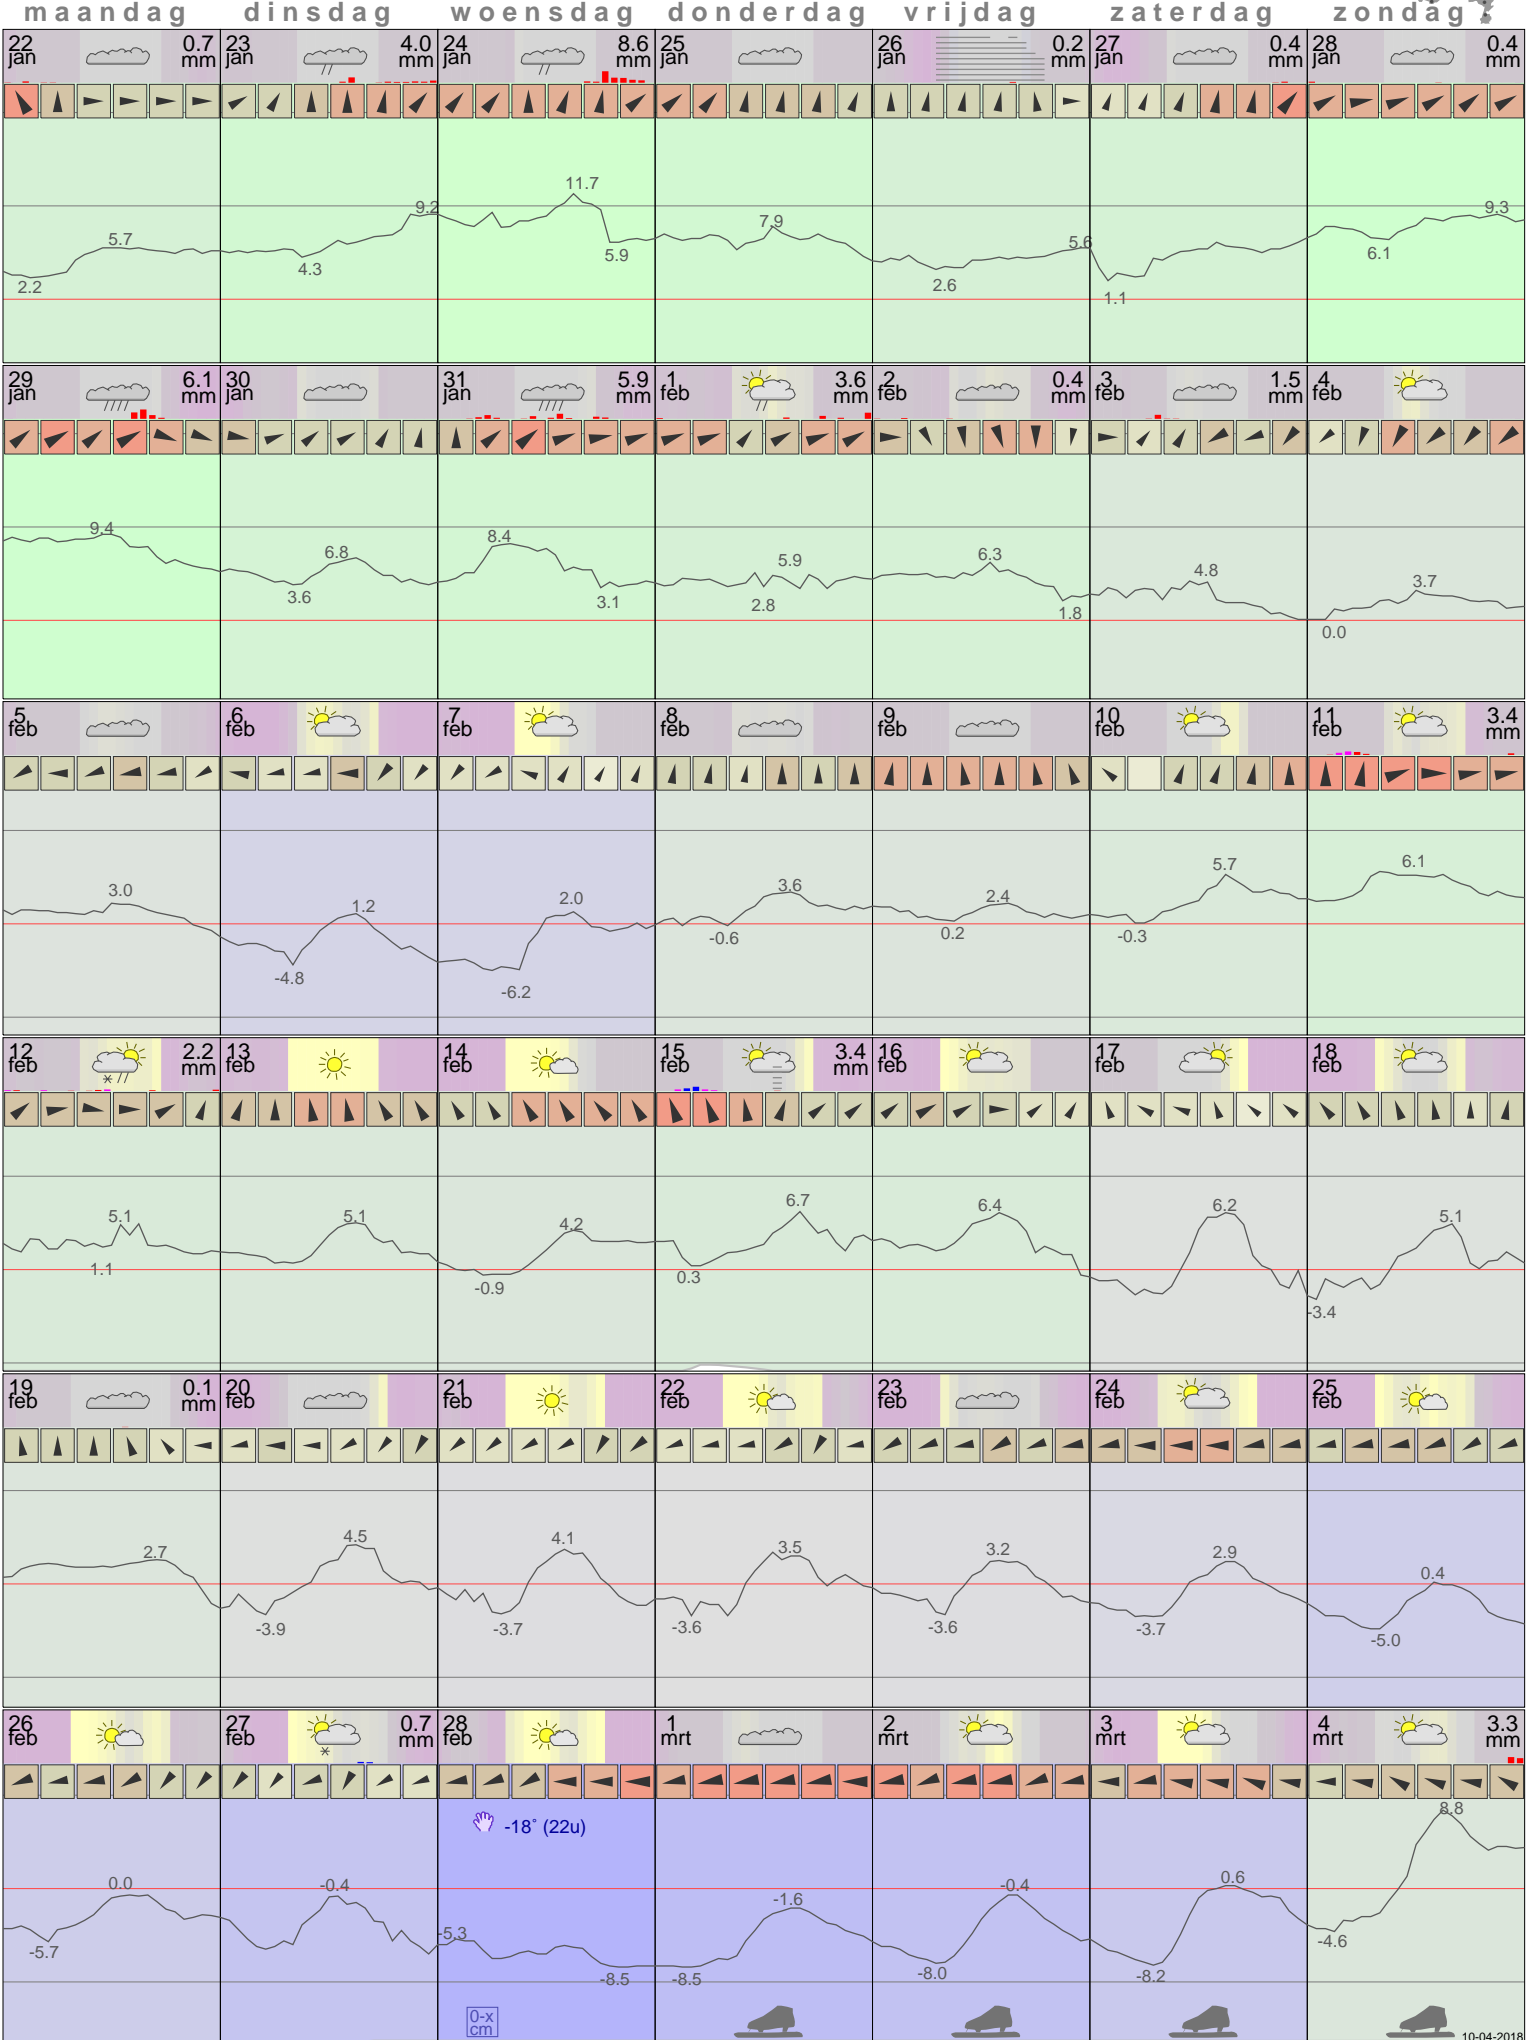 maandag dinsdag woensdag donderdag vrijdag zaterdag zondag
22 jan 0.7 mm 23 jan 4.0 mm 24 jan 8.6 mm 25 jan 26 jan 0.2 mm 27 jan 0.4 mm 28 jan 0.4 mm
11.7
9.2 7.9 9.3
5.7 4.3 5.9 5.6 6.1
2.2 2.6 1.1
29 jan 6.1 mm 30 jan 31 jan 5.9 mm 1 feb 3.6 mm 2 feb 0.4 mm 3 feb 1.5 mm 4 feb
9.4 6.8 8.4 5.9 6.3 4.8 3.7
3.6 3.1 2.8 1.8 0.0
5 feb 6 feb 7 feb 8 feb 9 feb 10 feb 11 feb 3.4 mm
3.0 1.2 2.0 3.6 2.4 5.7 6.1
-4.8 -6.2 -0.6 0.2 -0.3
12 feb 2.2 mm 13 feb 14 feb 15 feb 3.4 mm 16 feb 17 feb 18 feb
5.1 5.1 4.2 6.7 6.4 6.2 5.1
1.1 -0.9 0.3 -3.4
19 feb 0.1 mm 20 feb 21 feb 22 feb 23 feb 24 feb 25 feb
2.7 4.5 4.1 3.5 3.2 2.9 0.4
-3.9 -3.7 -3.6 -3.6 -3.7 -5.0
26 feb 27 feb 0.7 mm 28 feb 1 mrt 2 mrt 3 mrt 4 mrt 3.3 mm
-18° (22u) 8.8
0.0 -0.4 -5.3 -1.6 -0.4 0.6
-5.7 -8.5 -8.5 -8.0 -8.2 -4.6
0-x
cm
10-04-2018